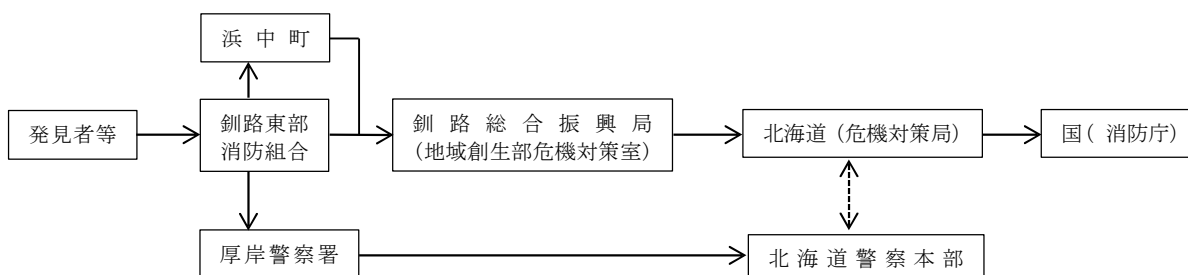 浜中町
発見者等
釧路東部
消防組合
釧路総合振興局
(地域創生部危機対策室)
北海道(危機対策局)
国(消防庁)
厚岸警察署
北海道警察本部